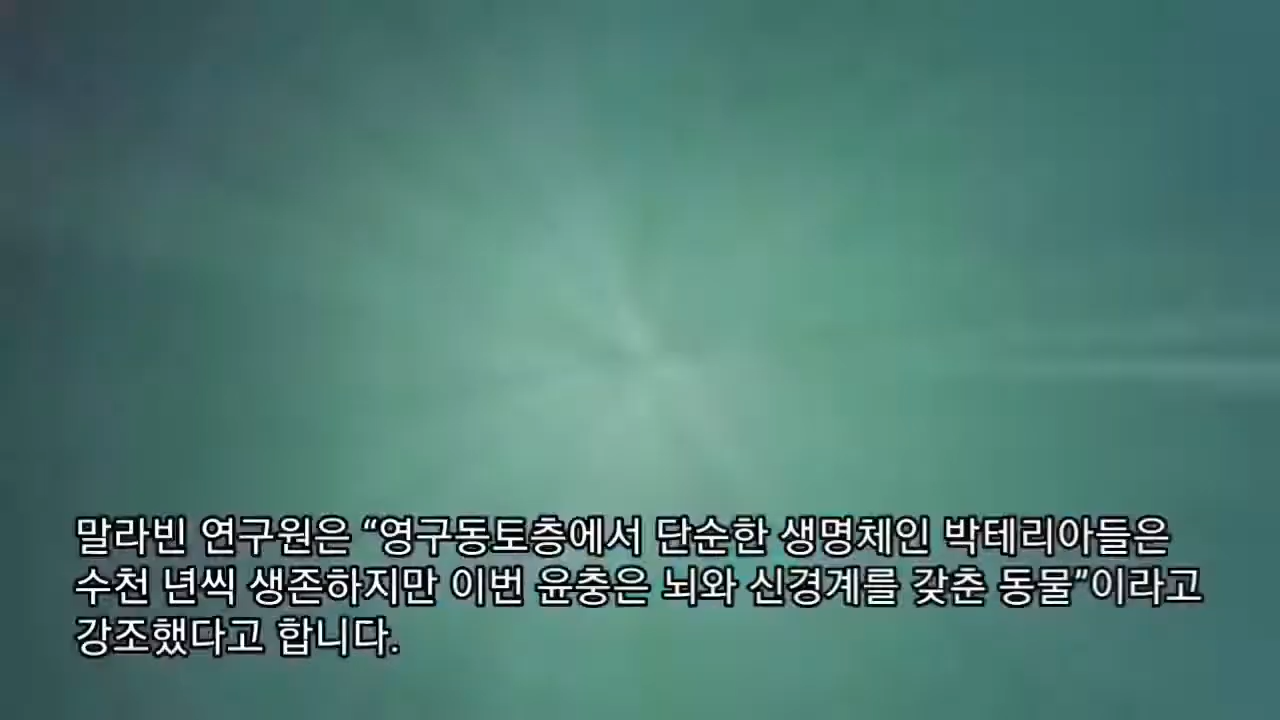 말라빈 연구원은 “영구동토층에서 단순한 생명체인 박테리아들은
수천 년씩 생존하지만 이번 윤충은 뇌와 신경계를 갖춘 동물”이라고
강조했다고 합니다.